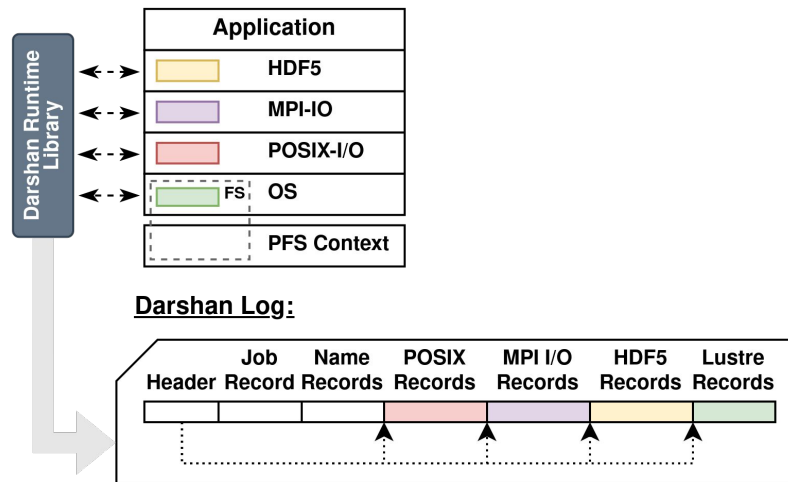 Application
Darshan Runtime
Library
HDF5
MPI-IO
POSIX-I/O
FS OS
PFS Context
Darshan Log:
Header
Job
Record
Name
Records
POSIX
Records
MPI I/O
Records
HDF5
Records
Lustre
Records